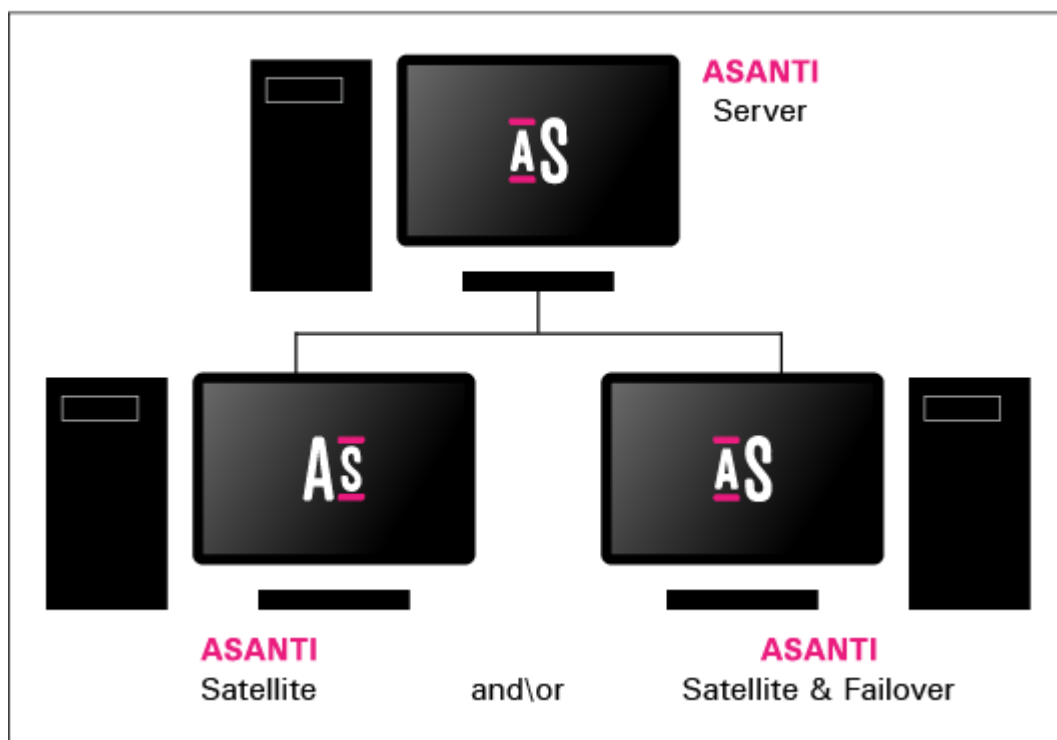 ASANTI
Server
AS
AS
AS
ASANTI
Satellite
and\or
ASANTI
Satellite & Failover